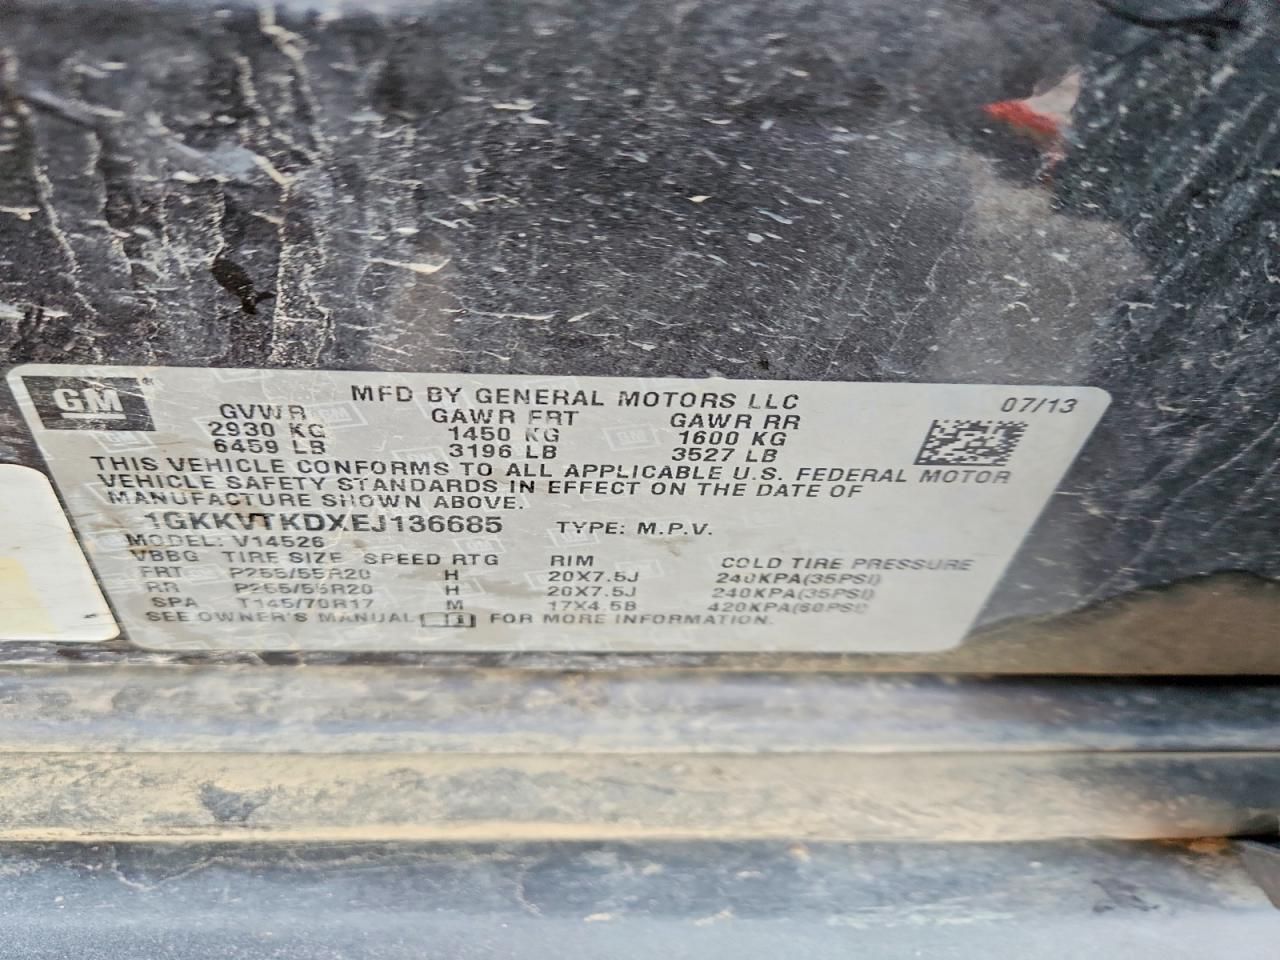 GM
MFD BY GENERAL MOTORS LLC
07/13
GVWR GAWR FRT GAWR RR
2930 KG 1450 KG 1600 KG
6459 LB 3196 LB 3527 LB
THIS VEHICLE CONFORMS TO ALL APPLICABLE U.S. FEDERAL MOTOR
VEHICLE SAFETY STANDARDS IN EFFECT ON THE DATE OF
MANUFACTURE SHOWN ABOVE.
1GKKVTKDXEJ136685 TYPE: M.P.V.
MODEL: V14526
VBBG TIRE SIZE SPEED RTG RIM COLD TIRE PRESSURE
FRT P255/55R20 H 20X7.5J 240KPA(35PSI)
RR P255/55R20 H 20X7.5J 240KPA(35PSI)
SPA T145/70R17 M 17X4.5B 420KPA(60PSI)
SEE OWNER'S MANUAL FOR MORE INFORMATION.